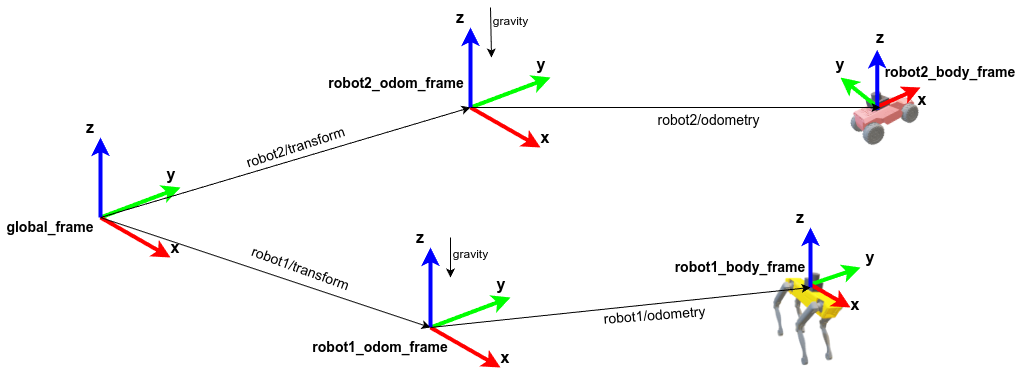 z
gravity
y
robot2_odom_frame
x
robot2/transform
robot2/odometry
z
y
robot2_body_frame
x
z
y
global_frame
x
robot1/transform
z
gravity
y
robot1_odom_frame
x
robot1/odometry
z
robot1_body_frame
y
x